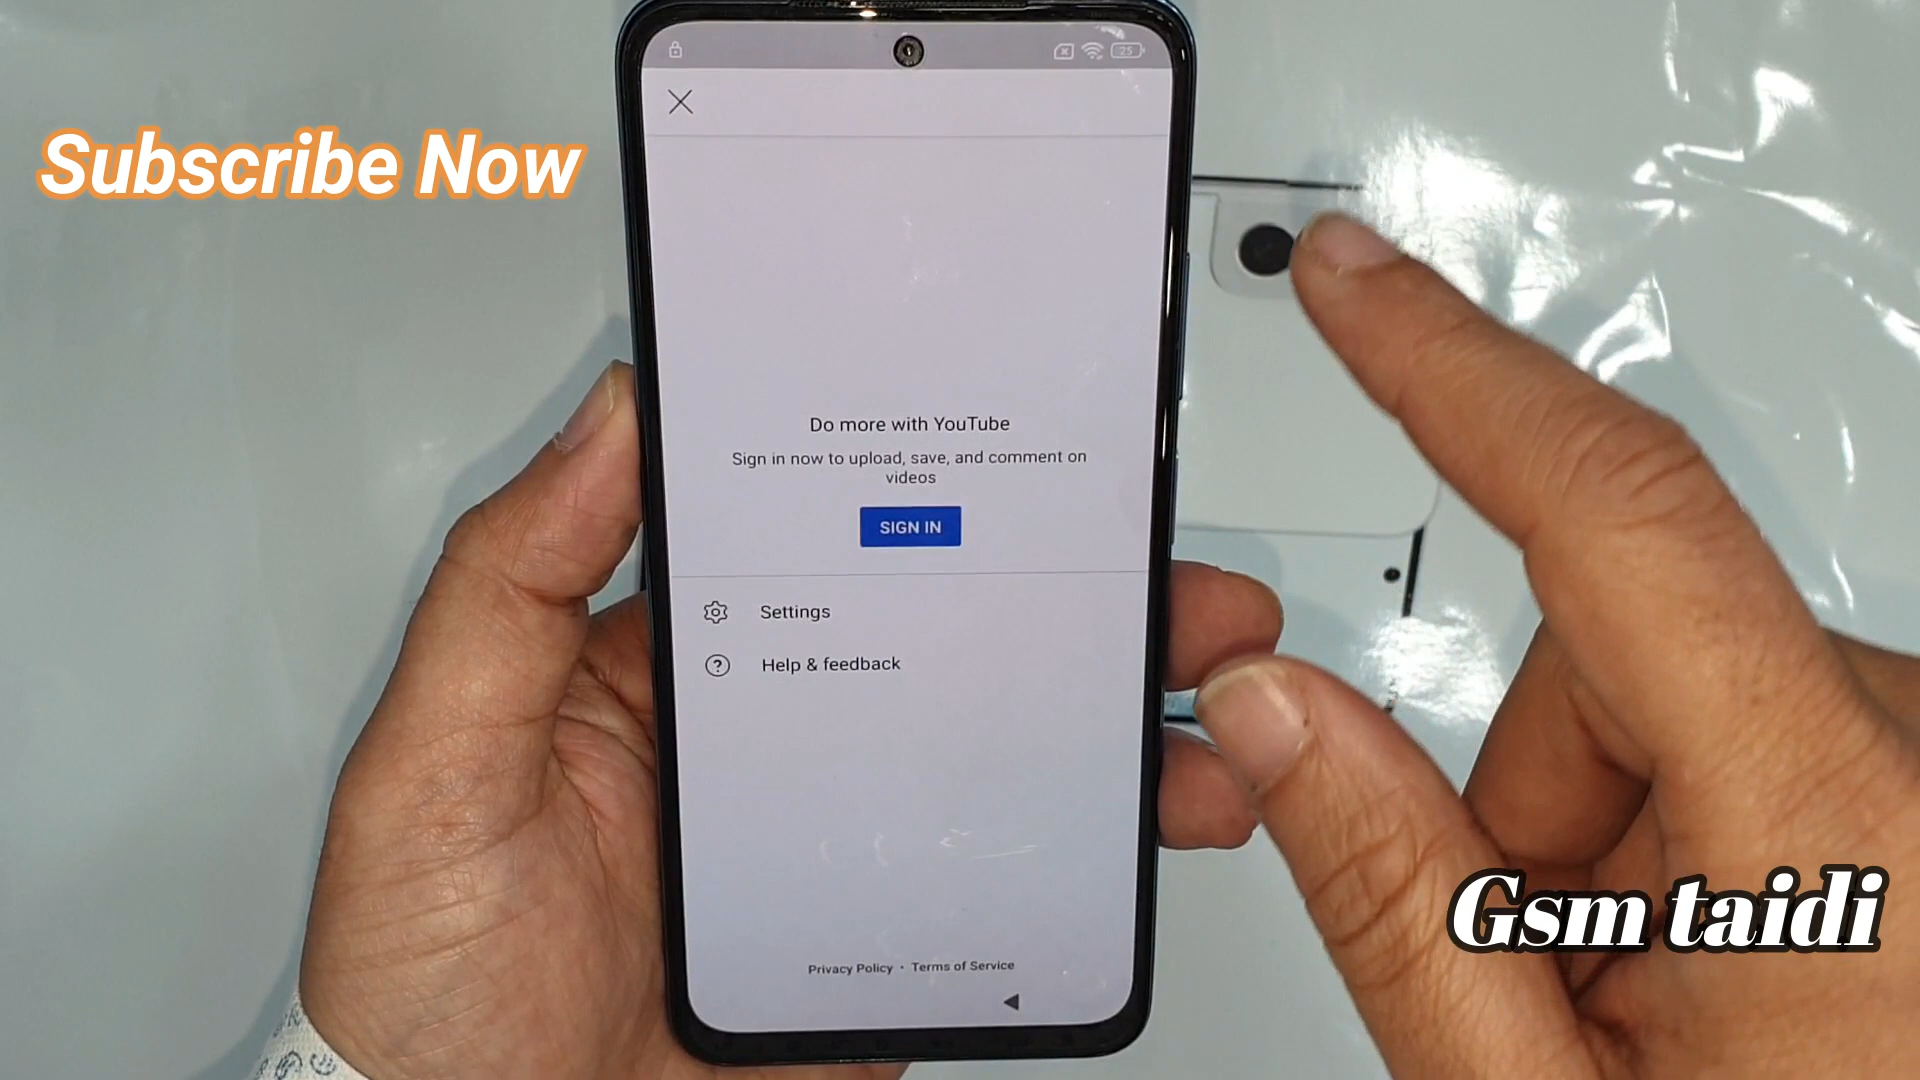 25
Subscribe Now
Do more with YouTube
Sign in now to upload, save, and comment on
videos
SIGN IN
Settings
Help & feedback
Gsm taidi
Privacy Policy • Terms of Service